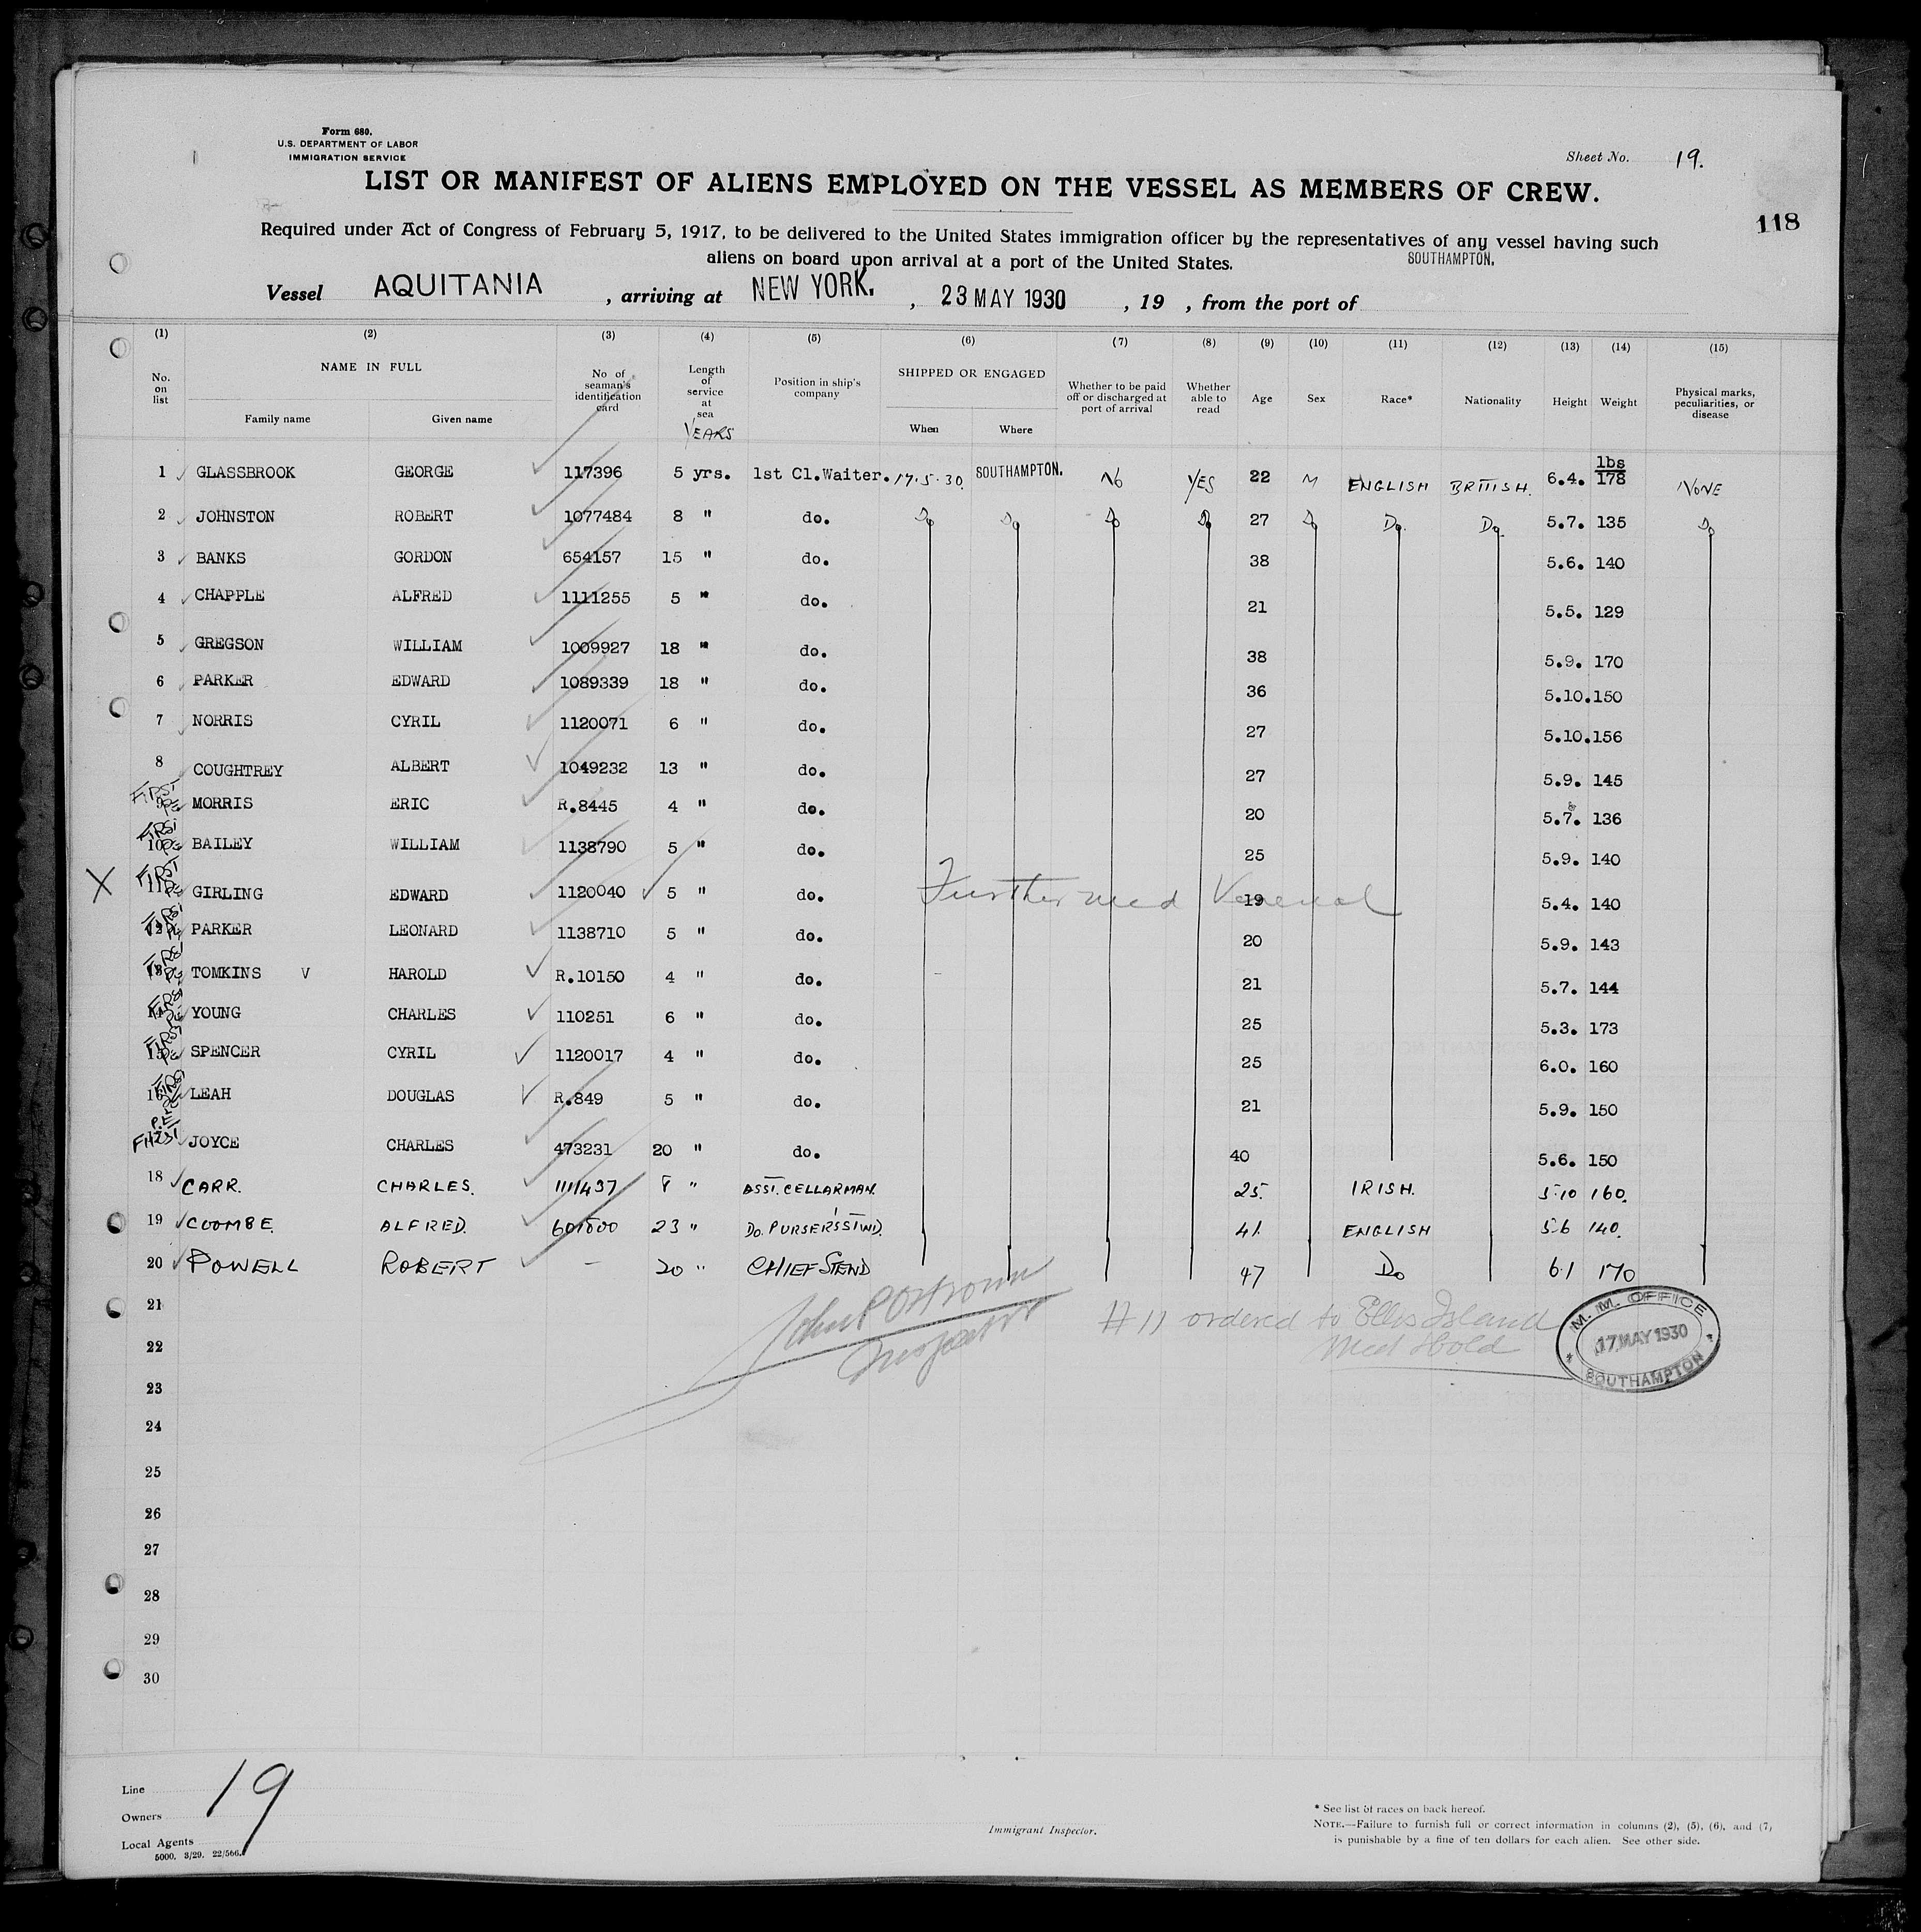 Form 680.
U.S. DEPARTMENT OF LABOR
IMMIGRATION SERVICE
Sheet No. 19.
LIST OR MANIFEST OF ALIENS EMPLOYED ON THE VESSEL AS MEMBERS OF CREW.
118
Required under Act of Congress of February 5, 1917, to be delivered to the United States immigration officer by the representatives of any vessel having such
aliens on board upon arrival at a port of the United States.
SOUTHAMPTON.
Vessel AQUITANIA , arriving at NEW YORK. , 23 MAY 1930 , 19 , from the port of
(1) (2) (3) (4) (5) (6) (7) (8) (9) (10) (11) (12) (13) (14) (15)
No. on list NAME IN FULL Family name Given name No of seaman's identification card Length of service at sea YEARS Position in ship's company SHIPPED OR ENGAGED When Where Whether to be paid off or discharged at port of arrival Whether able to read Age Sex Race* Nationality Height Weight Physical marks, peculiarities, or disease
lbs
1 GLASSBROOK GEORGE 117396 5 yrs. 1st Cl.Waiter. 17.5.30. SOUTHAMPTON. No YES 22 M ENGLISH BRITISH. 6.4. 178 NONE
2 JOHNSTON ROBERT 1077484 8 " do. Do Do Do Do 27 Do Do. Do 5.7. 135 Do
3 BANKS GORDON 654157 15 " do. 38 5.6. 140
4 CHAPPLE ALFRED 1111255 5 " do. 21 5.5. 129
5 GREGSON WILLIAM 1009927 18 " do. 38 5.9. 170
6 PARKER EDWARD 1089339 18 " do. 36 5.10. 150
7 NORRIS CYRIL 1120071 6 " do. 27 5.10. 156
8 COUGHTREY ALBERT 1049232 13 " do. 27 5.9. 145
FIRST MORRIS ERIC R.8445 4 " do. 20 5.7. 136
FIRST 10 BAILEY WILLIAM 1138790 5 " do. 25 5.9. 140
X FIRST 11 GIRLING EDWARD 1120040 5 " do. Further med Venereal 19 5.4. 140
FIRST 12 PARKER LEONARD 1138710 5 " do. 20 5.9. 143
FIRST 13 TOMKINS V HAROLD R.10150 4 " do. 21 5.7. 144
FIRST 14 YOUNG CHARLES 110251 6 " do. 25 5.3. 173
FIRST 15 SPENCER CYRIL 1120017 4 " do. 25 6.0. 160
FIRST 16 LEAH DOUGLAS R.849 5 " do. 21 5.9. 150
JOYCE CHARLES 473231 20 " do. 40 5.6. 150
18 CARR. CHARLES. 1111437 8 " ASST. CELLARMAN. 25. IRISH. 5.10 160.
19 COOMBE. ALFRED. 23 " DO. PURSER'S STWD. 41. ENGLISH 5.6 140.
20 POWELL ROBERT — 20 " CHIEF STEND 47 Do 6.1 170
21
#11 ordered to Ellis Island
22
Med Hold
John P
Inspector
M. M. OFFICE
17 MAY 1930
SOUTHAMPTON
23
24
25
26
27
28
29
30
Line
19
Owners
Local Agents
5000. 3/29. 22/566.
Immigrant Inspector.
* See list of races on back hereof.
NOTE.—Failure to furnish full or correct information in columns (2), (5), (6), and (7,
is punishable by a fine of ten dollars for each alien. See other side.